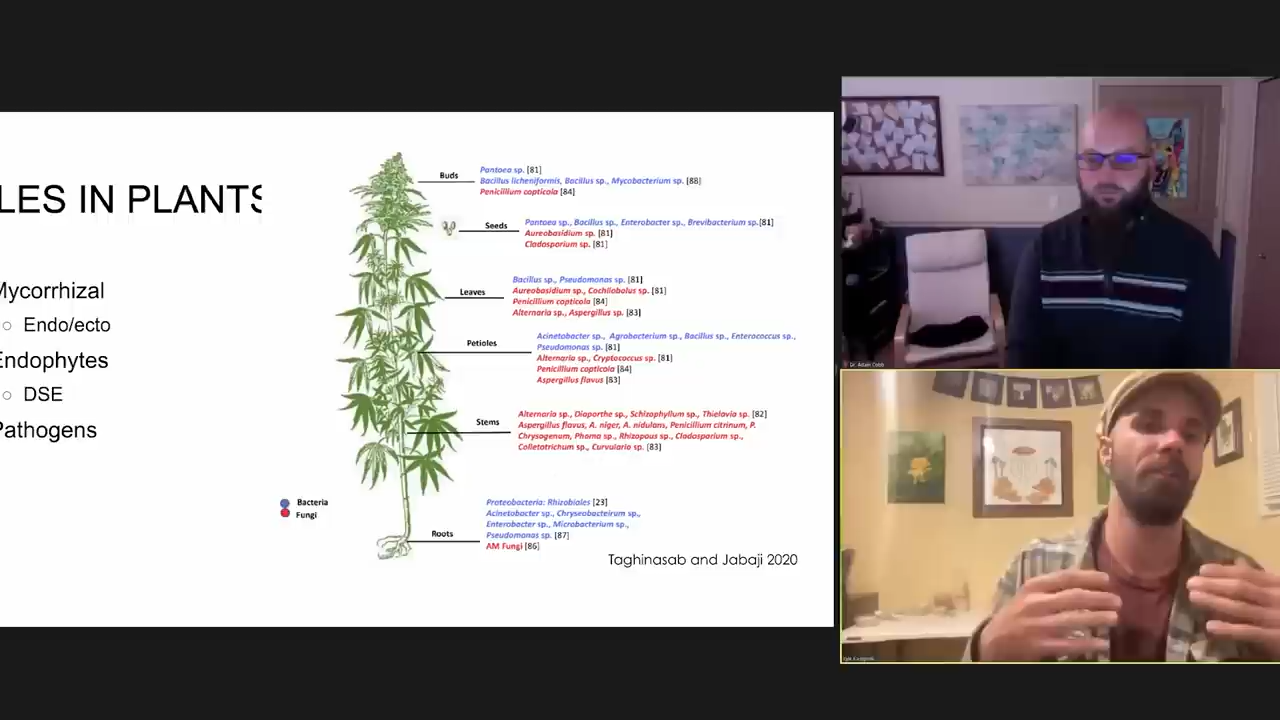 LES IN PLANTS
Mycorrhizal
Endo/ecto
Endophytes
DSE
Pathogens
Buds
Pantoea sp. [81]
Bacillus licheniformis, Bacillus sp., Mycobacterium sp. [88]
Penicillium copticola [84]
Seeds
Pantoea sp., Bacillus sp., Enterobacter sp., Brevibacterium sp.[81]
Aureobasidium sp. [81]
Cladosporium sp. [81]
Leaves
Bacillus sp., Pseudomonas sp. [81]
Aureobasidium sp., Cochliobolus sp. [81]
Penicillium copticola [84]
Alternaria sp., Aspergillus sp. [83]
Petioles
Acinetobacter sp., Agrobacterium sp., Bacillus sp., Enterococcus sp.,
Pseudomonas sp. [81]
Alternaria sp., Cryptococcus sp. [81]
Penicillium copticola [84]
Aspergillus flavus [83]
Stems
Alternaria sp., Diaporthe sp., Schizophyllum sp., Thielavia sp. [82]
Aspergillus flavus, A. niger, A. nidulans, Penicillium citrinum, P.
Chrysogenum, Phoma sp., Rhizopous sp., Cladosporium sp.,
Colletotrichum sp., Curvularia sp. [83]
Bacteria
Fungi
Roots
Proteobacteria: Rhizobiales [23]
Acinetobacter sp., Chryseobacteirum sp.,
Enterobacter sp., Microbacterium sp.,
Pseudomonas sp. [87]
AM Fungi [86]
Taghinasab and Jabaji 2020
Dr. Adam Cobb